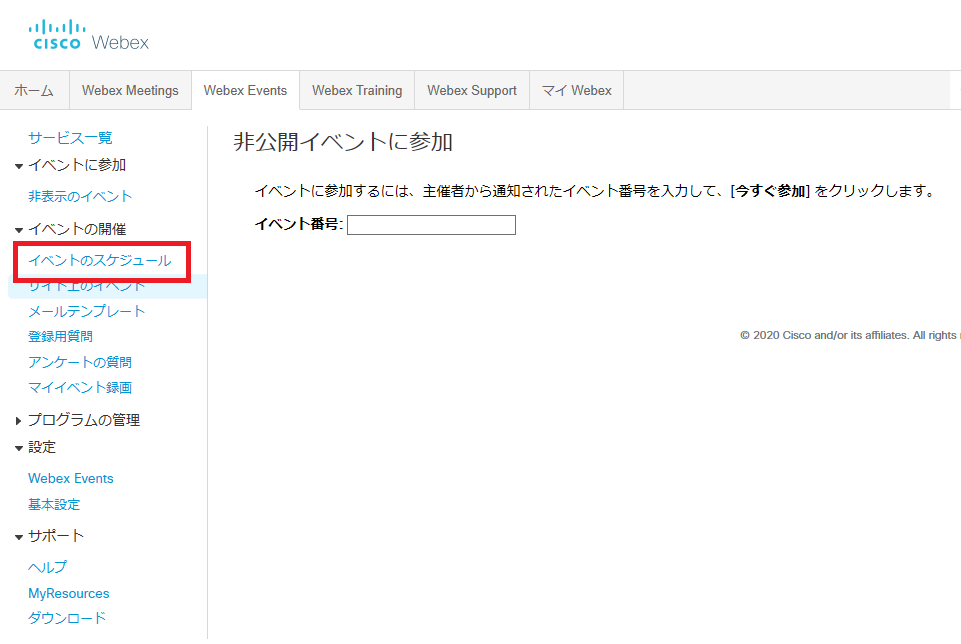 CISCO Webex
ホーム Webex Meetings Webex Events Webex Training Webex Support マイ Webex
サービス一覧
イベントに参加
非表示のイベント
イベントの開催
イベントのスケジュール
サイト上のイベント
メールテンプレート
登録用質問
アンケートの質問
マイイベント録画
プログラムの管理
設定
Webex Events
基本設定
サポート
ヘルプ
MyResources
ダウンロード
非公開イベントに参加
イベントに参加するには、主催者から通知されたイベント番号を入力して、[今すぐ参加] をクリックします。
イベント番号:
© 2020 Cisco and/or its affiliates. All rights